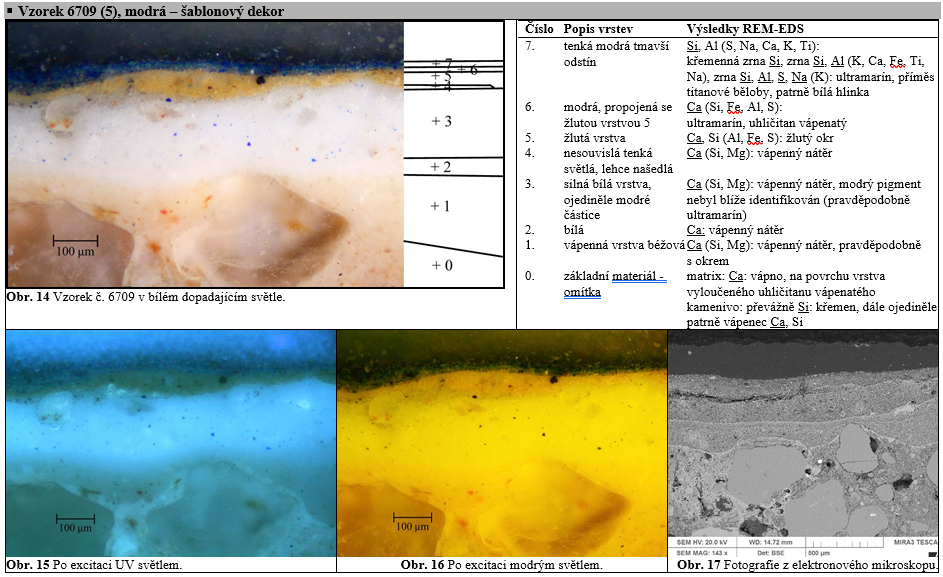 ▪ Vzorek 6709 (5), modrá – šablonový dekor
+ 7
+ 6
+ 5
+ 4
+ 3
+ 2
+ 1
+ 0
100 µm
Obr. 14 Vzorek č. 6709 v bílém dopadajícím světle.
Číslo Popis vrstev Výsledky REM-EDS
7. tenká modrá tmavší Si, Al (S, Na, Ca, K, Ti):
odstín křemenná zrna Si, zrna Si, Al (K, Ca, Fe, Ti,
Na), zrna Si, Al, S, Na (K): ultramarín, příměs
titanové běloby, patrně bílá hlinka
6. modrá, propojená se Ca (Si, Fe, Al, S):
žlutou vrstvou 5 ultramarín, uhličitan vápenatý
5. žlutá vrstva Ca, Si (Al, Fe, S): žlutý okr
4. nesouvislá tenká Ca (Si, Mg): vápenný nátěr
světlá, lehce našedlá
3. silná bílá vrstva, Ca (Si, Mg): vápenný nátěr, modrý pigment
ojediněle modré nebyl blíže identifikován (pravděpodobně
částice ultramarín)
2. bílá Ca: vápenný nátěr
1. vápenná vrstva béžová Ca (Si, Mg): vápenný nátěr, pravděpodobně
s okrem
0. základní materiál - matrix: Ca: vápno, na povrchu vrstva
omítka vyloučeného uhličitanu vápenatého
kamenivo: převážně Si: křemen, dále ojediněle
patrně vápenec Ca, Si
100 µm
Obr. 15 Po excitaci UV světlem.
100 µm
Obr. 16 Po excitaci modrým světlem.
SEM HV: 20.0 kV WD: 14.72 mm MIRA3 TESCA
SEM MAG: 143 x Det: BSE 500 µm
Obr. 17 Fotografie z elektronového mikroskopu.